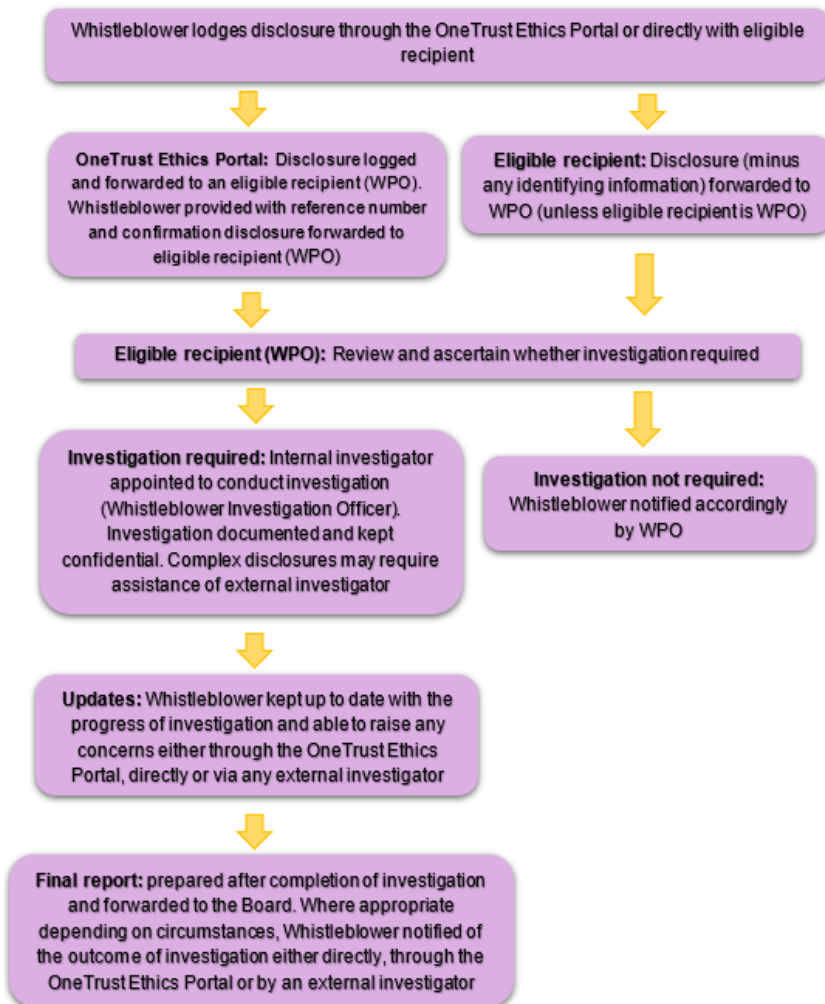 Whistleblower lodges disclosure through the OneTrust Ethics Portal or directly with eligible
recipient
OneTrust Ethics Portal: Disclosure logged
and forwarded to an eligible recipient (WPO).
Whistleblower provided with reference number
and confirmation disclosure forwarded to
eligible recipient (WPO)
Eligible recipient: Disclosure (minus
any identifying information) forwarded to
WPO (unless eligible recipient is WPO)
Eligible recipient (WPO): Review and ascertain whether investigation required
Investigation required: Internal investigator
appointed to conduct investigation
(Whistleblower Investigation Officer).
Investigation documented and kept
confidential. Complex disclosures may require
assistance of external investigator
Investigation not required:
Whistleblower notified accordingly
by WPO
Updates: Whistleblower kept up to date with the
progress of investigation and able to raise any
concerns either through the OneTrust Ethics
Portal, directly or via any external investigator
Final report: prepared after completion of investigation
and forwarded to the Board. Where appropriate
depending on circumstances, Whistleblower notified of
the outcome of investigation either directly, through the
OneTrust Ethics Portal or by an external investigator